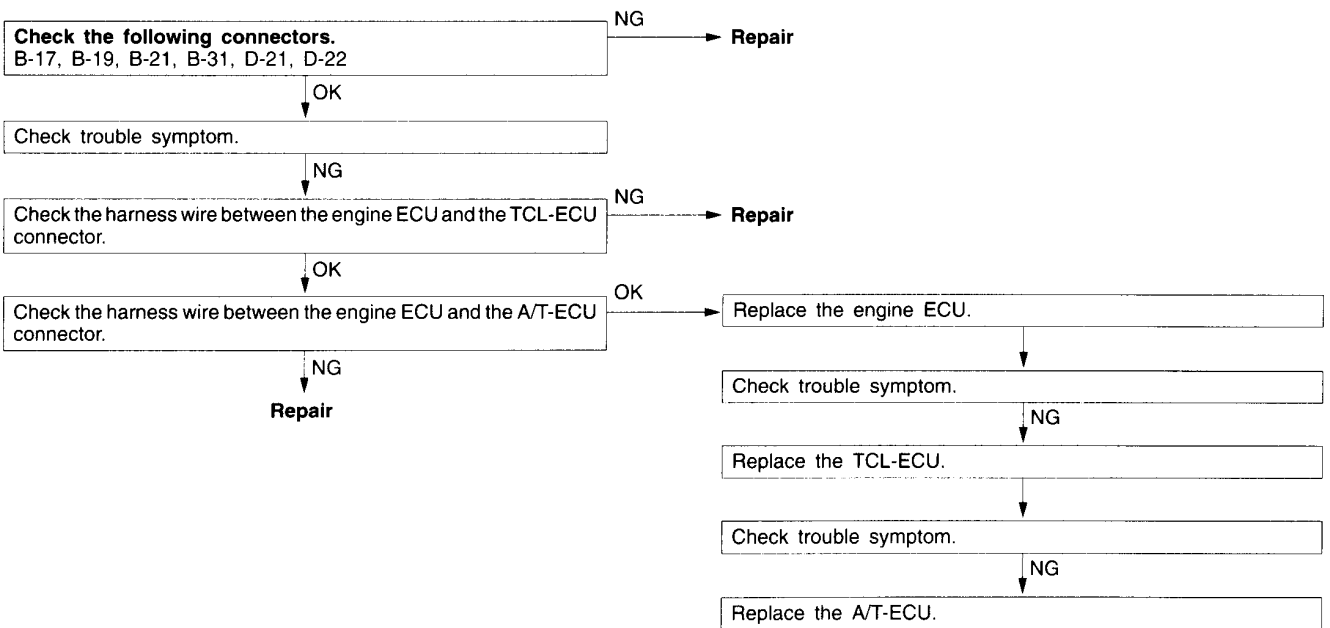 NG
Check the following connectors.
B-17, B-19, B-21, B-31, D-21, D-22
Repair
OK
Check trouble symptom.
NG
NG
Check the harness wire between the engine ECU and the TCL-ECU
connector.
Repair
OK
Check the harness wire between the engine ECU and the A/T-ECU
connector.
OK
Replace the engine ECU.
NG
Repair
Check trouble symptom.
NG
Replace the TCL-ECU.
Check trouble symptom.
NG
Replace the A/T-ECU.